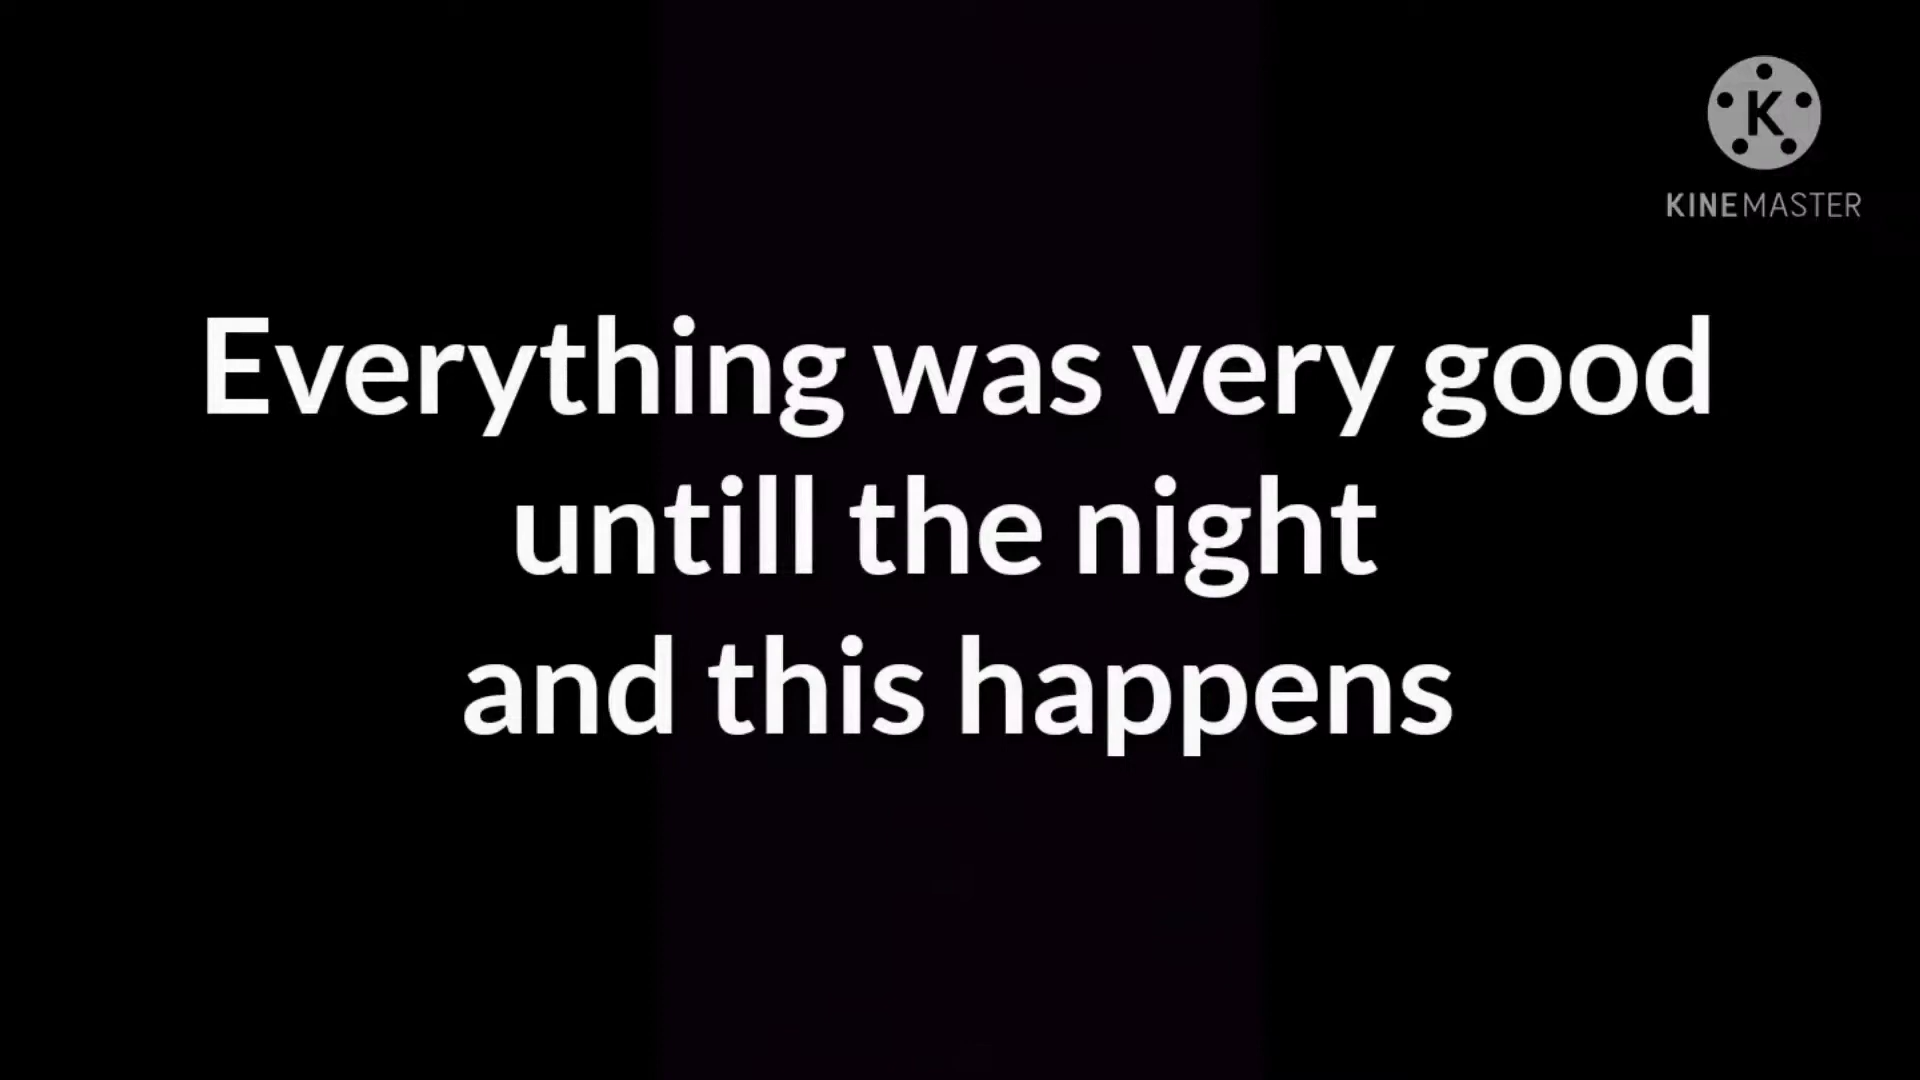 K
KINEMASTER
Everything was very good
untill the night
and this happens